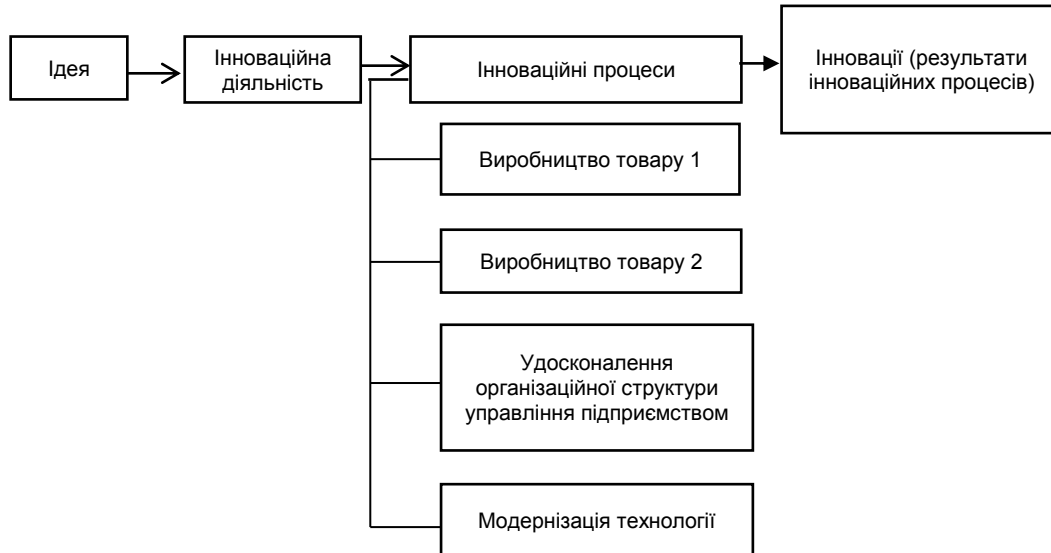 Ідея
Інноваційна
діяльність
Інноваційні процеси
Інновації (результати
інноваційних процесів)
Виробництво товару 1
Виробництво товару 2
Удосконалення
організаційної структури
управління підприємством
Модернізація технології